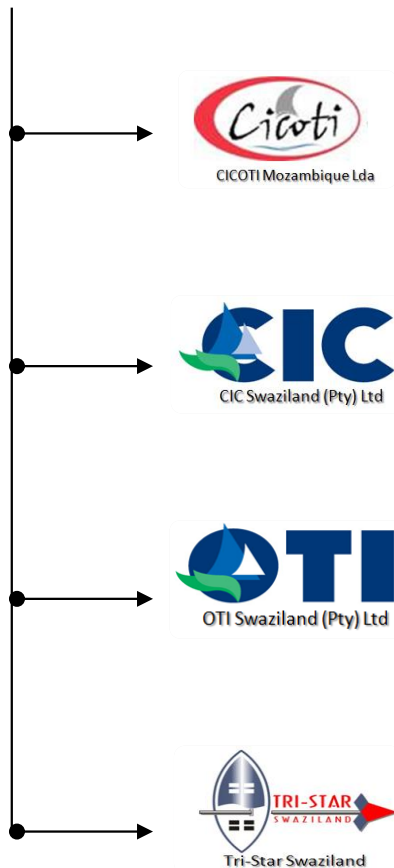 Cicoti
CICOTI Mozambique Lda
CIC
CIC Swaziland (Pty) Ltd
OTI
OTI Swaziland (Pty) Ltd
TRI-STAR
SWAZILAND
Tri-Star Swaziland